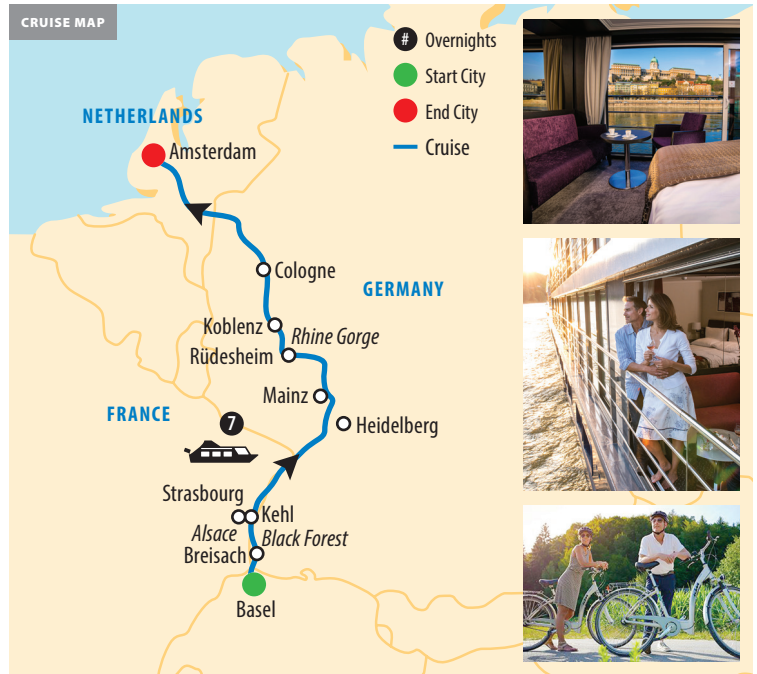 CRUISE MAP
# Overnights
Start City
End City
Cruise
NETHERLANDS
Amsterdam
Cologne
GERMANY
Koblenz
Rhine Gorge
Rüdesheim
Mainz
FRANCE
7
Heidelberg
Strasbourg
Kehl
Alsace
Black Forest
Breisach
Basel